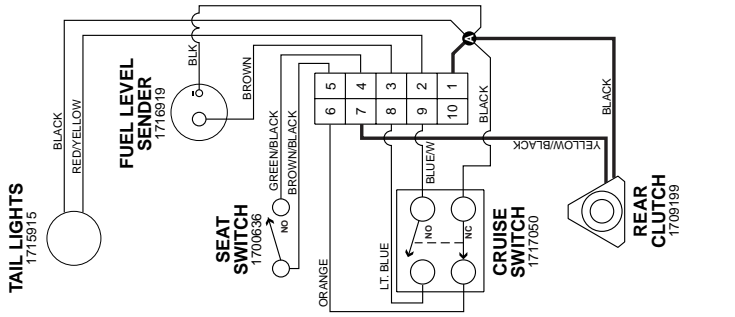 TAIL LIGHTS
1715915
BLACK
RED/YELLOW
FUEL LEVEL
SENDER
1716919
BLK
I
BROWN
SEAT
SWITCH
1700636
NO
GREEN/BLACK
BROWN/BLACK
5 4 3 2 1
6 7 8 9 10
A
BLACK
BLACK
YELLOW/BLACK
BLUE/W
ORANGE
LT. BLUE
NO
NC
CRUISE
SWITCH
1717050
REAR
CLUTCH
1709199